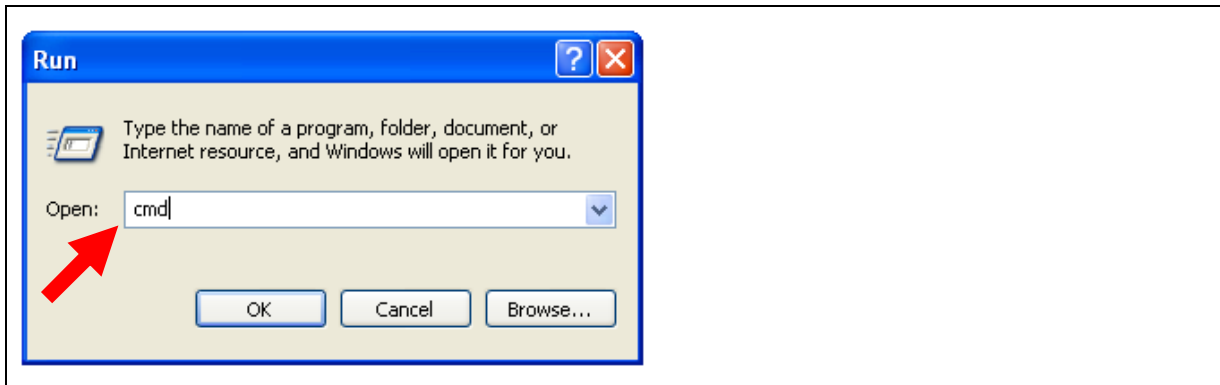 Run
Type the name of a program, folder, document, or
Internet resource, and Windows will open it for you.
Open: cmd
OK Cancel Browse...